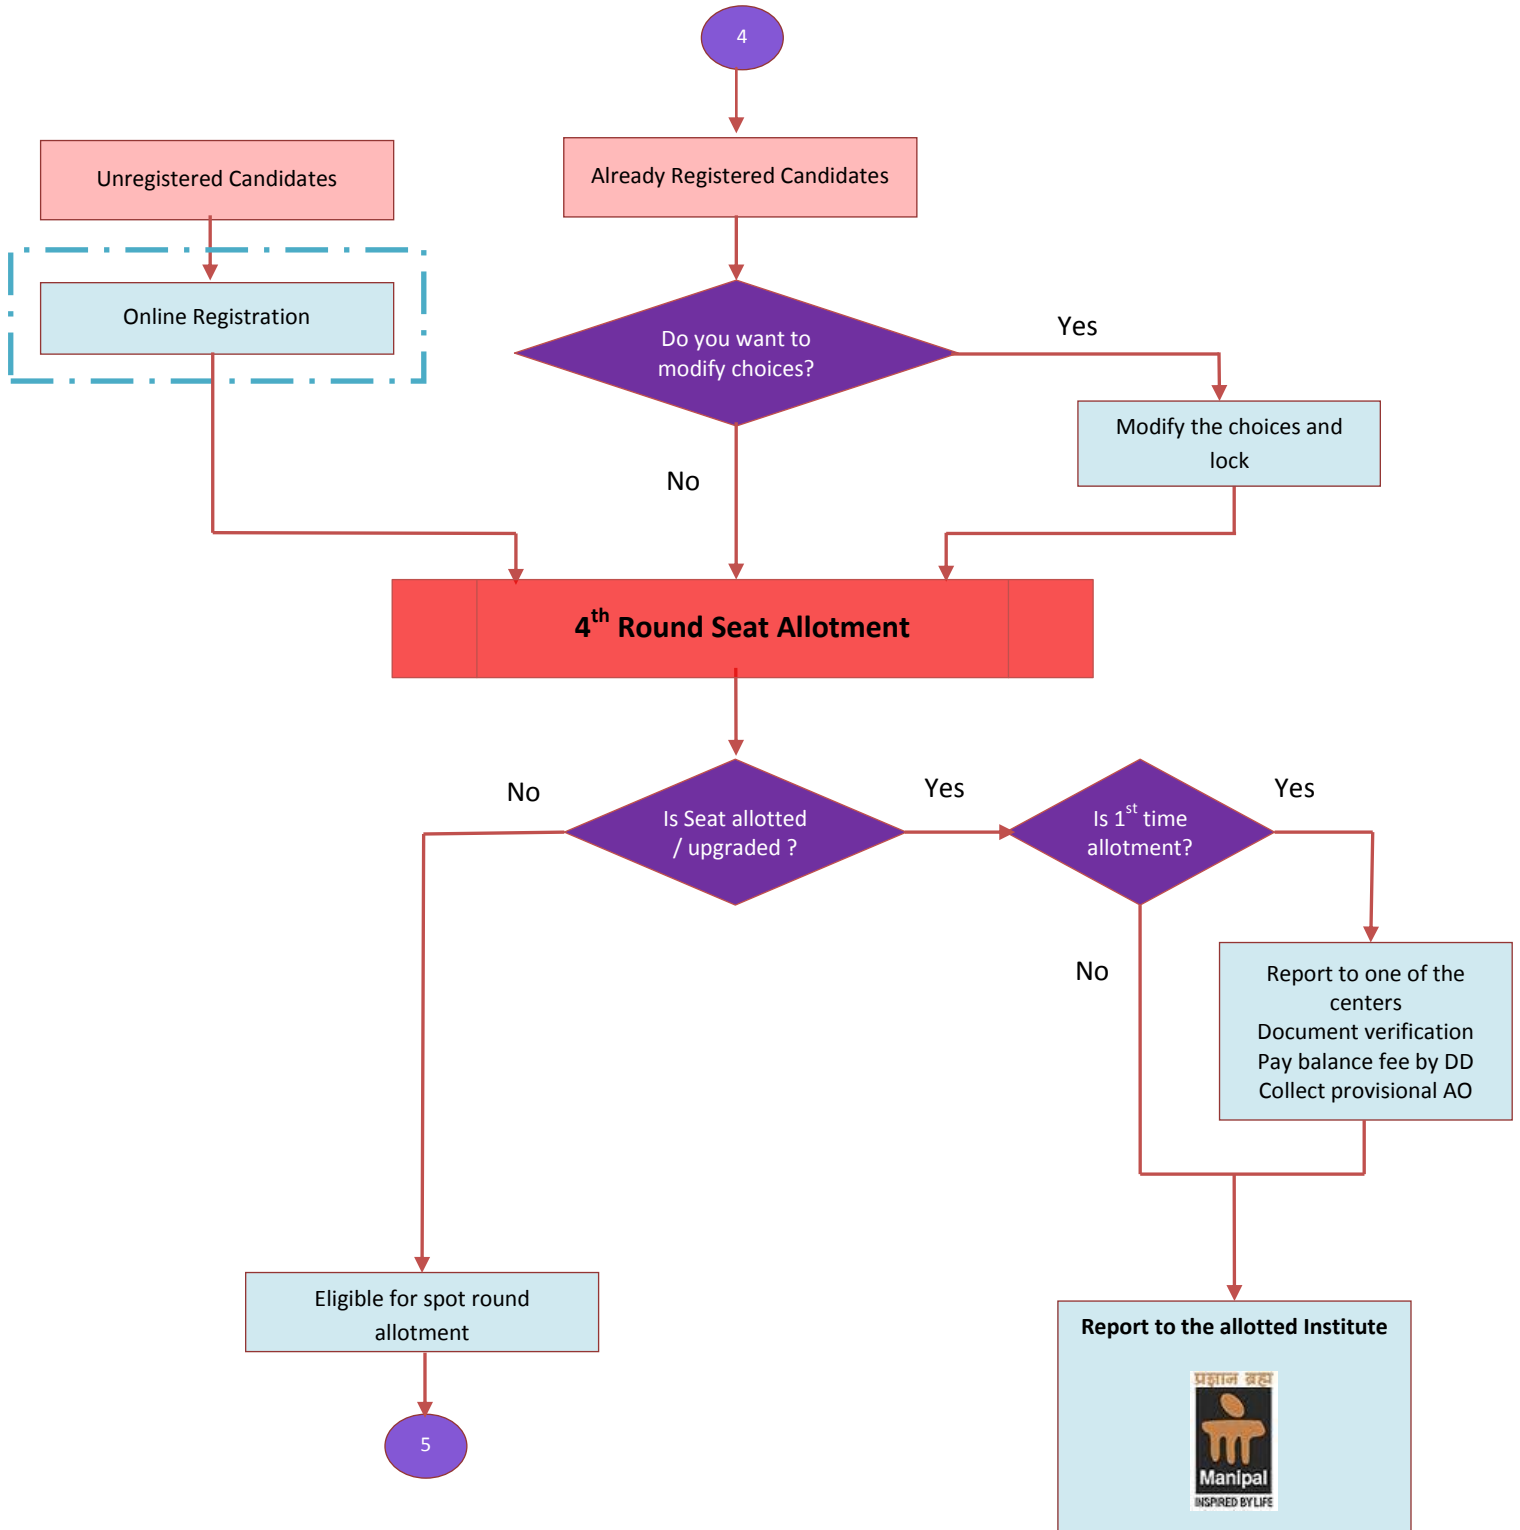 4
Unregistered Candidates
Already Registered Candidates
Online Registration
Do you want to
modify choices?
Yes
Modify the choices and
lock
No
4th Round Seat Allotment
No
Is Seat allotted
/ upgraded ?
Yes
Is 1st time
allotment?
Yes
No
Report to one of the
centers
Document verification
Pay balance fee by DD
Collect provisional AO
Eligible for spot round
allotment
5
Report to the allotted Institute
प्रज्ञानं ब्रह्म
Manipal
INSPIRED BY LIFE